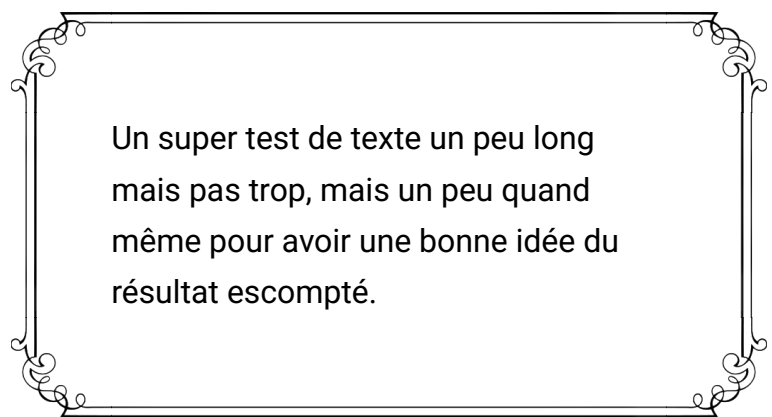 Un super test de texte un peu long
mais pas trop, mais un peu quand
même pour avoir une bonne idée du
résultat escompté.